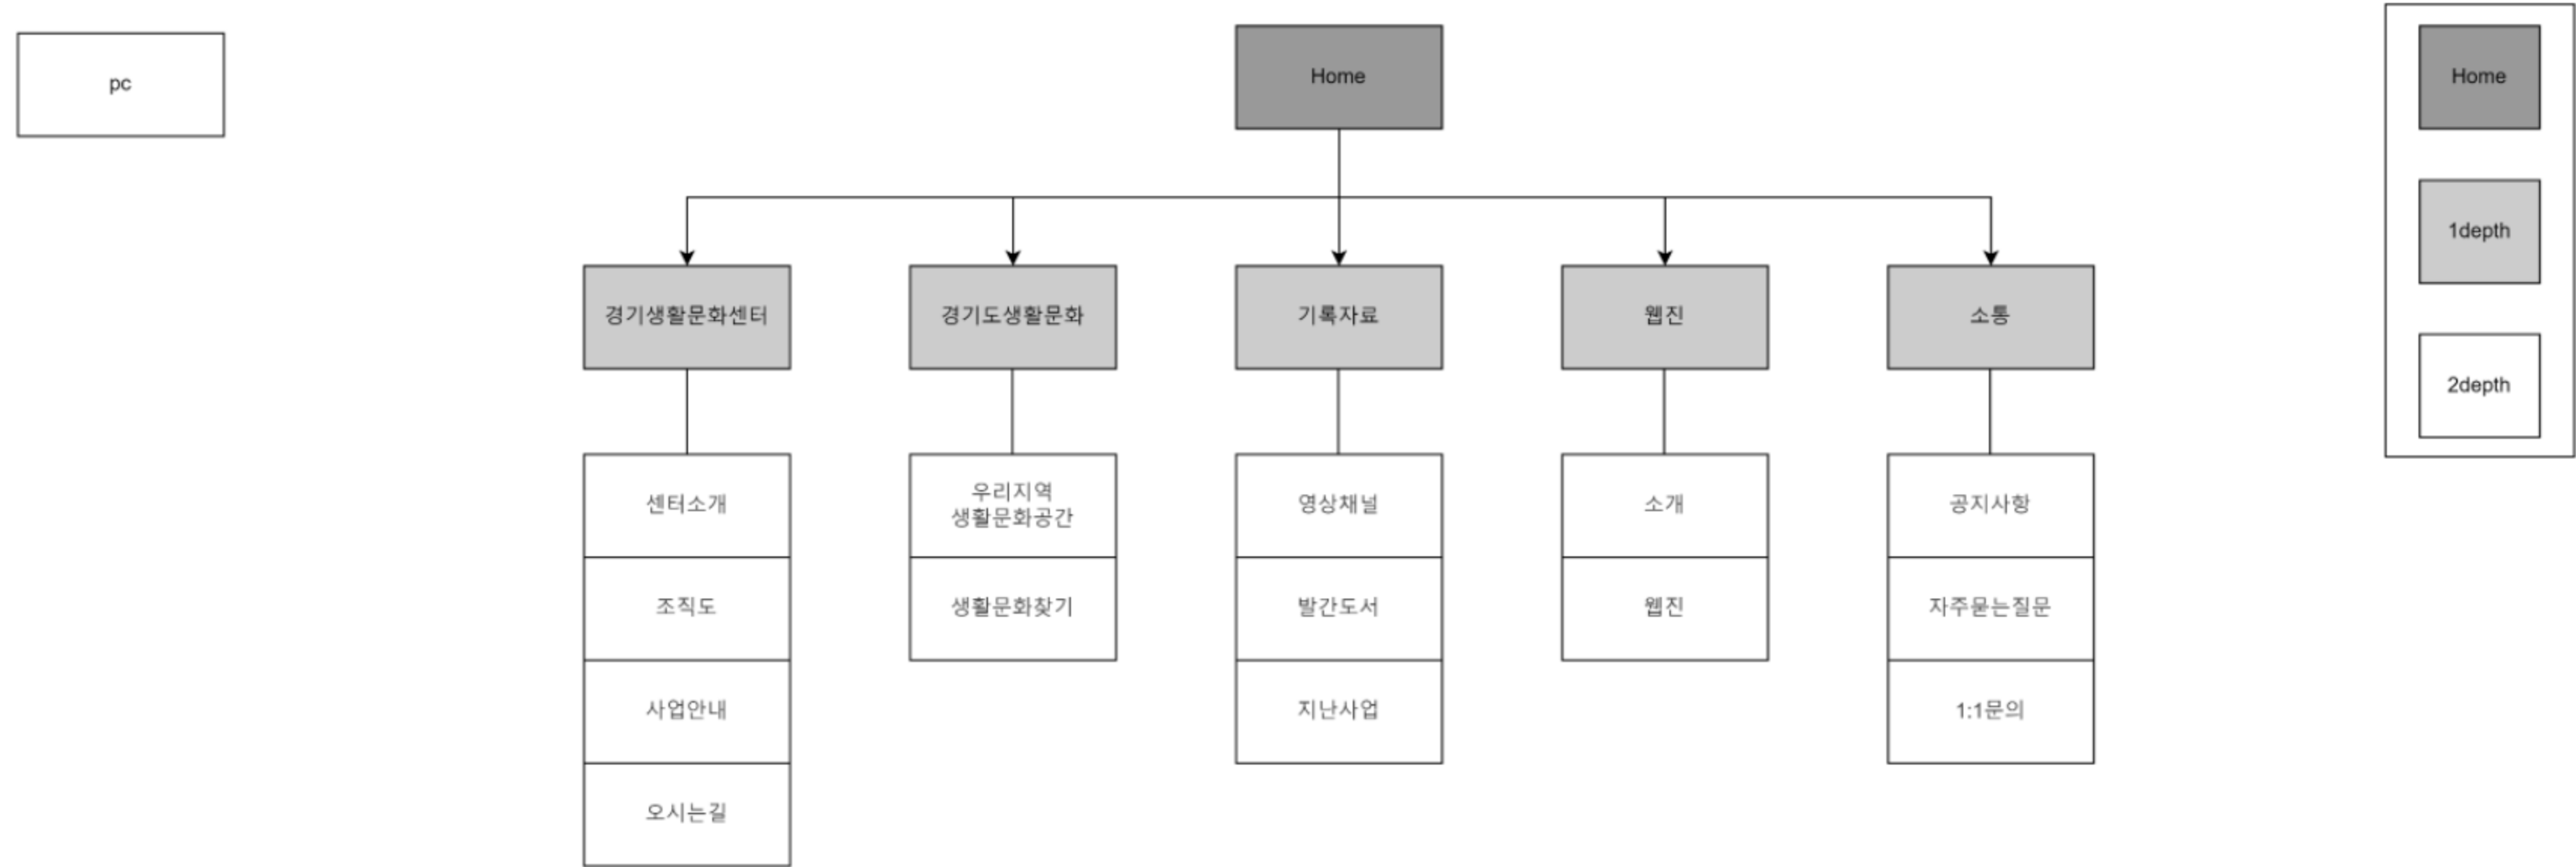 pc
Home
Home
1depth
2depth
경기생활문화센터
경기도생활문화
기록자료
웹진
소통
센터소개
조직도
사업안내
오시는길
우리지역
생활문화공간
생활문화찾기
영상채널
발간도서
지난사업
소개
웹진
공지사항
자주묻는질문
1:1문의